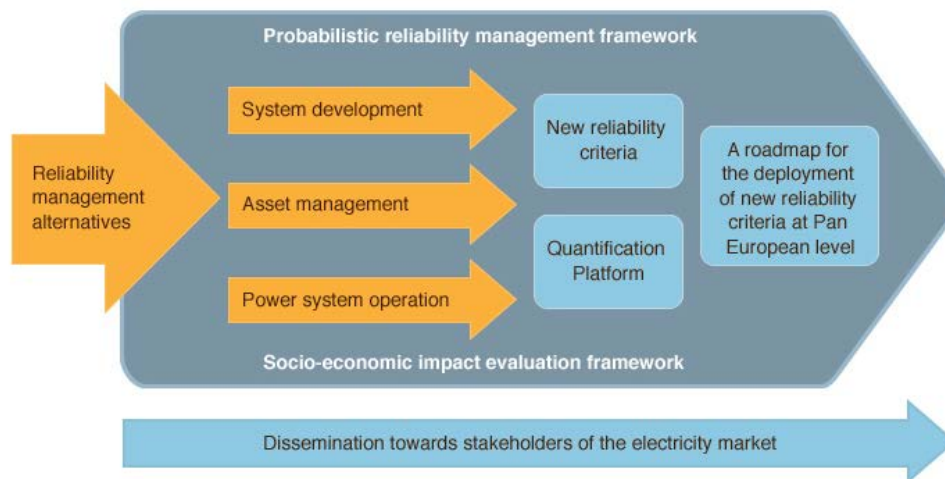 Probabilistic reliability management framework
Reliability
management
alternatives
System development
Asset management
Power system operation
New reliability
criteria
Quantification
Platform
A roadmap for
the deployment
of new reliability
criteria at Pan
European level
Socio-economic impact evaluation framework
Dissemination towards stakeholders of the electricity market